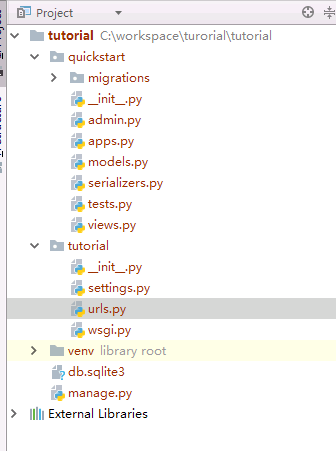 Project
tutorial C:\workspace\turorial\tutorial
quickstart
migrations
__init__.py
admin.py
apps.py
models.py
serializers.py
tests.py
views.py
tutorial
__init__.py
settings.py
urls.py
wsgi.py
venv library root
db.sqlite3
manage.py
External Libraries